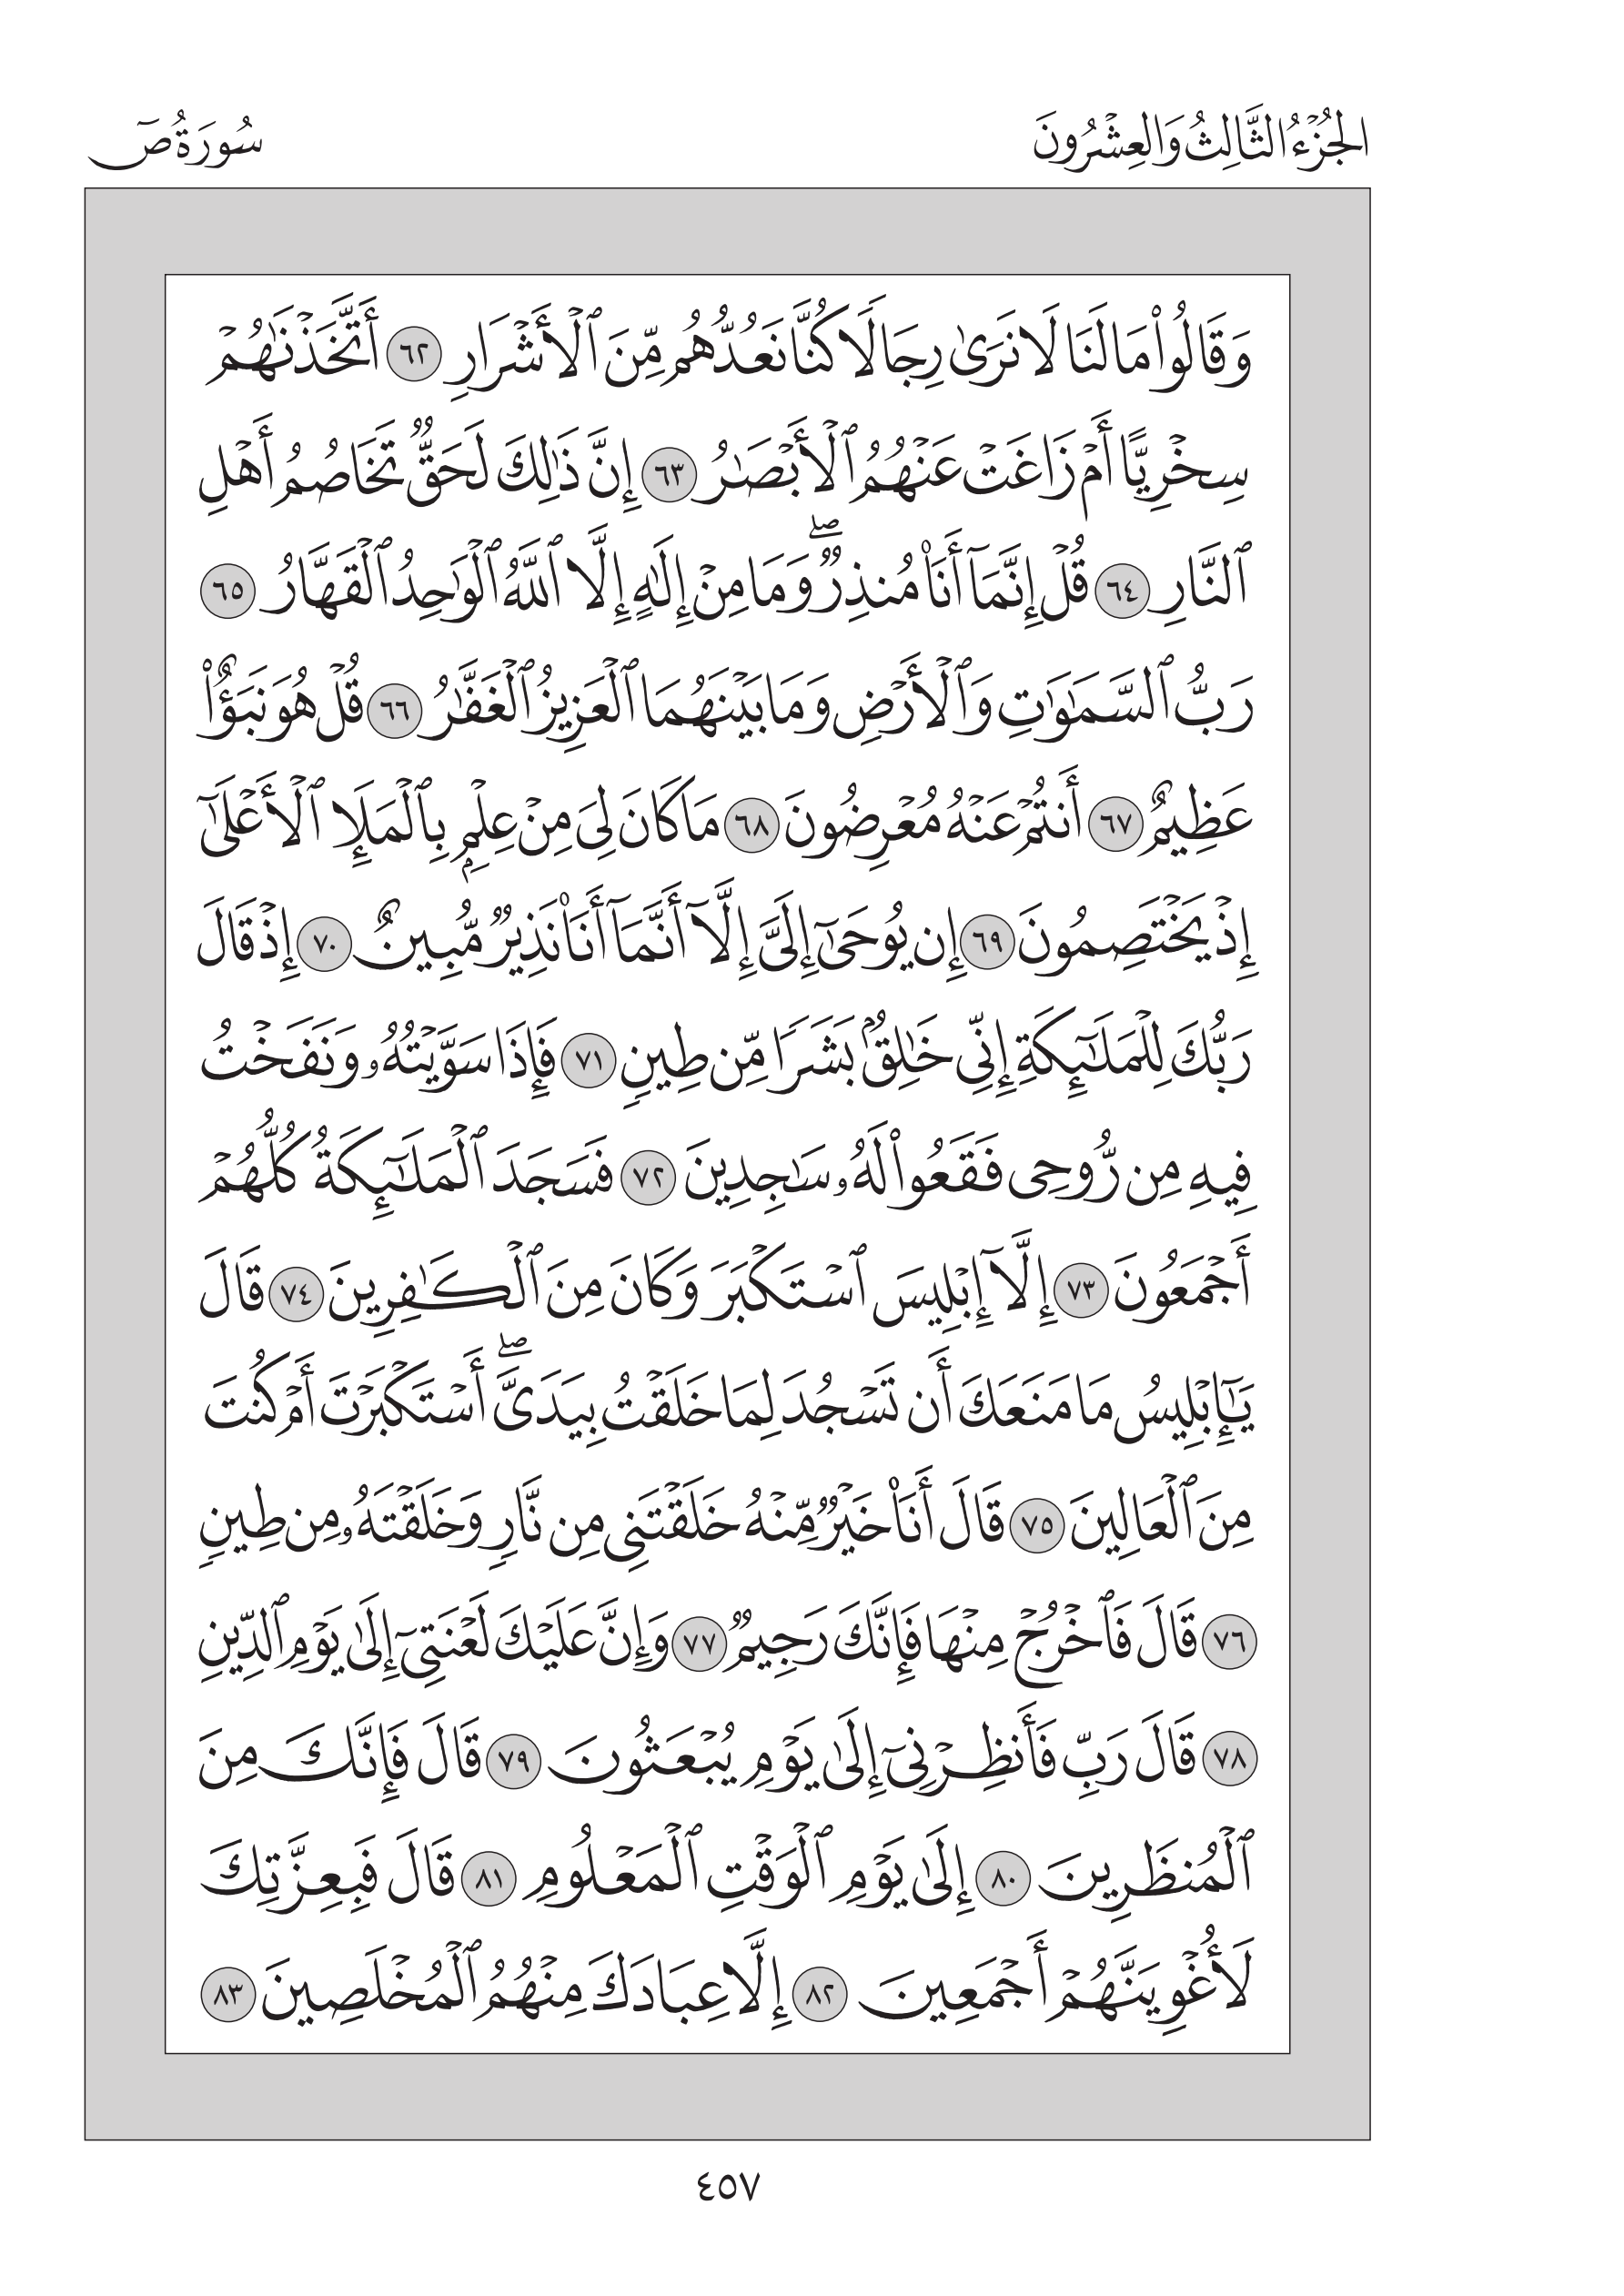 الجُزْءُ الثَّالِثُ وَالعِشْرُونَ
سُورَةُ صٓ
وَقَالُوا۟ مَا لَنَا لَا نَرَىٰ رِجَالًا كُنَّا نَعُدُّهُم مِّنَ ٱلْأَشْرَارِ ٦٢ أَتَّخَذْنَـٰهُمْ
سِخْرِيًّا أَمْ زَاغَتْ عَنْهُمُ ٱلْأَبْصَـٰرُ ٦٣ إِنَّ ذَٰلِكَ لَحَقٌّ تَخَاصُمُ أَهْلِ
ٱلنَّارِ ٦٤ قُلْ إِنَّمَآ أَنَا۠ مُنذِرٌ ۖ وَمَا مِنْ إِلَـٰهٍ إِلَّا ٱللَّهُ ٱلْوَٰحِدُ ٱلْقَهَّارُ ٦٥
رَبُّ ٱلسَّمَـٰوَٰتِ وَٱلْأَرْضِ وَمَا بَيْنَهُمَا ٱلْعَزِيزُ ٱلْغَفَّـٰرُ ٦٦ قُلْ هُوَ نَبَؤٌا۟
عَظِيمٌ ٦٧ أَنتُمْ عَنْهُ مُعْرِضُونَ ٦٨ مَا كَانَ لِىَ مِنْ عِلْمٍۭ بِٱلْمَلَإِ ٱلْأَعْلَىٰٓ
إِذْ يَخْتَصِمُونَ ٦٩ إِن يُوحَىٰٓ إِلَىَّ إِلَّآ أَنَّمَآ أَنَا۠ نَذِيرٌ مُّبِينٌ ٧٠ إِذْ قَالَ
رَبُّكَ لِلْمَلَـٰٓئِكَةِ إِنِّى خَـٰلِقٌۢ بَشَرًا مِّن طِينٍ ٧١ فَإِذَا سَوَّيْتُهُۥ وَنَفَخْتُ
فِيهِ مِن رُّوحِى فَقَعُوا۟ لَهُۥ سَـٰجِدِينَ ٧٢ فَسَجَدَ ٱلْمَلَـٰٓئِكَةُ كُلُّهُمْ
أَجْمَعُونَ ٧٣ إِلَّآ إِبْلِيسَ ٱسْتَكْبَرَ وَكَانَ مِنَ ٱلْكَـٰفِرِينَ ٧٤ قَالَ
يَـٰٓإِبْلِيسُ مَا مَنَعَكَ أَن تَسْجُدَ لِمَا خَلَقْتُ بِيَدَىَّ ۖ أَسْتَكْبَرْتَ أَمْ كُنتَ
مِنَ ٱلْعَالِينَ ٧٥ قَالَ أَنَا۠ خَيْرٌ مِّنْهُ خَلَقْتَنِى مِن نَّارٍ وَخَلَقْتَهُۥ مِن طِينٍ
٧٦ قَالَ فَٱخْرُجْ مِنْهَا فَإِنَّكَ رَجِيمٌ ٧٧ وَإِنَّ عَلَيْكَ لَعْنَتِىٓ إِلَىٰ يَوْمِ ٱلدِّينِ
٧٨ قَالَ رَبِّ فَأَنظِرْنِىٓ إِلَىٰ يَوْمِ يُبْعَثُونَ ٧٩ قَالَ فَإِنَّكَ مِنَ
ٱلْمُنظَرِينَ ٨٠ إِلَىٰ يَوْمِ ٱلْوَقْتِ ٱلْمَعْلُومِ ٨١ قَالَ فَبِعِزَّتِكَ
لَأُغْوِيَنَّهُمْ أَجْمَعِينَ ٨٢ إِلَّا عِبَادَكَ مِنْهُمُ ٱلْمُخْلَصِينَ ٨٣
٤٥٧